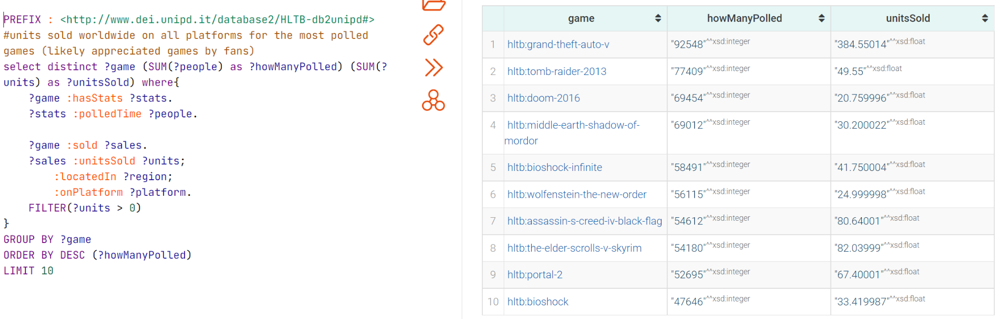 PREFIX : <http://www.dei.unipd.it/database2/HLTB-db2unipd#>
#units sold worldwide on all platforms for the most polled
games (likely appreciated games by fans)
select distinct ?game (SUM(?people) as ?howManyPolled) (SUM(?
units) as ?unitsSold) where{
?game :hasStats ?stats.
?stats :polledTime ?people.
?game :sold ?sales.
?sales :unitsSold ?units;
:locatedIn ?region;
:onPlatform ?platform.
FILTER(?units > 0)
}
GROUP BY ?game
ORDER BY DESC (?howManyPolled)
LIMIT 10
game howManyPolled unitsSold
1 hltb:grand-theft-auto-v "92548"^^xsd:integer "384.55014"^^xsd:float
2 hltb:tomb-raider-2013 "77409"^^xsd:integer "49.55"^^xsd:float
3 hltb:doom-2016 "69454"^^xsd:integer "20.759996"^^xsd:float
4 hltb:middle-earth-shadow-of- "69012"^^xsd:integer "30.200022"^^xsd:float
mordor
5 hltb:bioshock-infinite "58491"^^xsd:integer "41.750004"^^xsd:float
6 hltb:wolfenstein-the-new-order "56115"^^xsd:integer "24.999998"^^xsd:float
7 hltb:assassin-s-creed-iv-black-flag "54612"^^xsd:integer "80.64001"^^xsd:float
8 hltb:the-elder-scrolls-v-skyrim "54180"^^xsd:integer "82.03999"^^xsd:float
9 hltb:portal-2 "52695"^^xsd:integer "67.40001"^^xsd:float
10 hltb:bioshock "47646"^^xsd:integer "33.419987"^^xsd:float